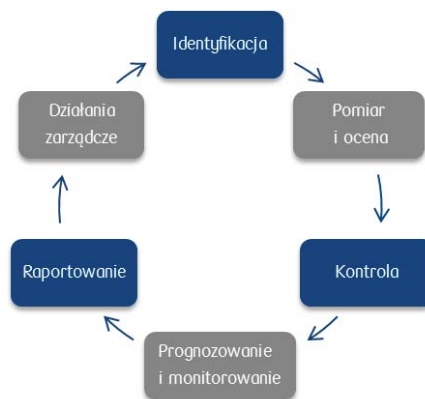 Identyfikacja
Pomiar
i ocena
Kontrola
Prognozowanie
i monitorowanie
Raportowanie
Działania
zarządcze